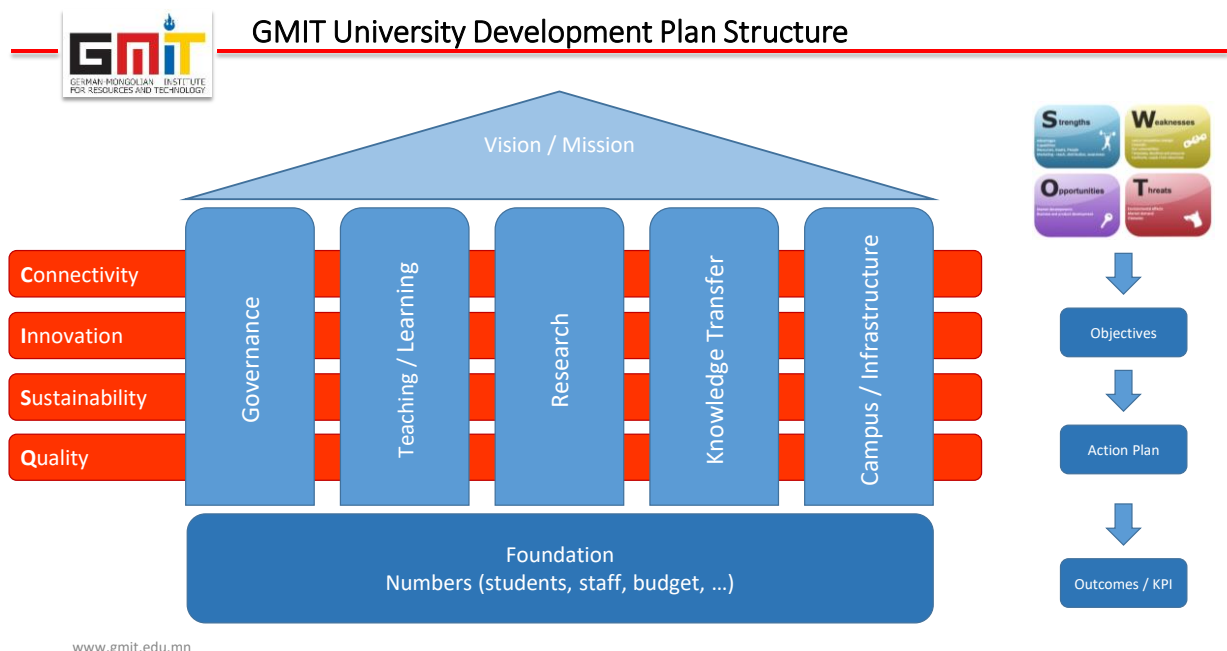 GMIT University Development Plan Structure
GMIT
GERMAN-MONGOLIAN INSTITUTE
FOR RESOURCES AND TECHNOLOGY
Vision / Mission
Connectivity
Innovation
Sustainability
Quality
Governance
Teaching / Learning
Research
Knowledge Transfer
Campus / Infrastructure
Foundation
Numbers (students, staff, budget, ...)
Strengths
Weaknesses
Opportunities
Threats
Objectives
Action Plan
Outcomes / KPI
www.gmit.edu.mn